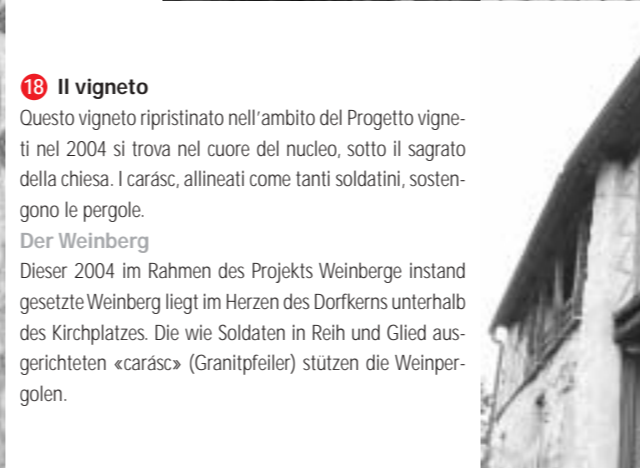 18 Il vigneto
Questo vigneto ripristinato nell'ambito del Progetto vigne-
ti nel 2004 si trova nel cuore del nucleo, sotto il sagrato
della chiesa. I carásc, allineati come tanti soldatini, sosten-
gono le pergole.
Der Weinberg
Dieser 2004 im Rahmen des Projekts Weinberge instand
gesetzte Weinberg liegt im Herzen des Dorfkerns unterhalb
des Kirchplatzes. Die wie Soldaten in Reih und Glied aus-
gerichteten «carásc» (Granitpfeiler) stützen die Weinper-
golen.